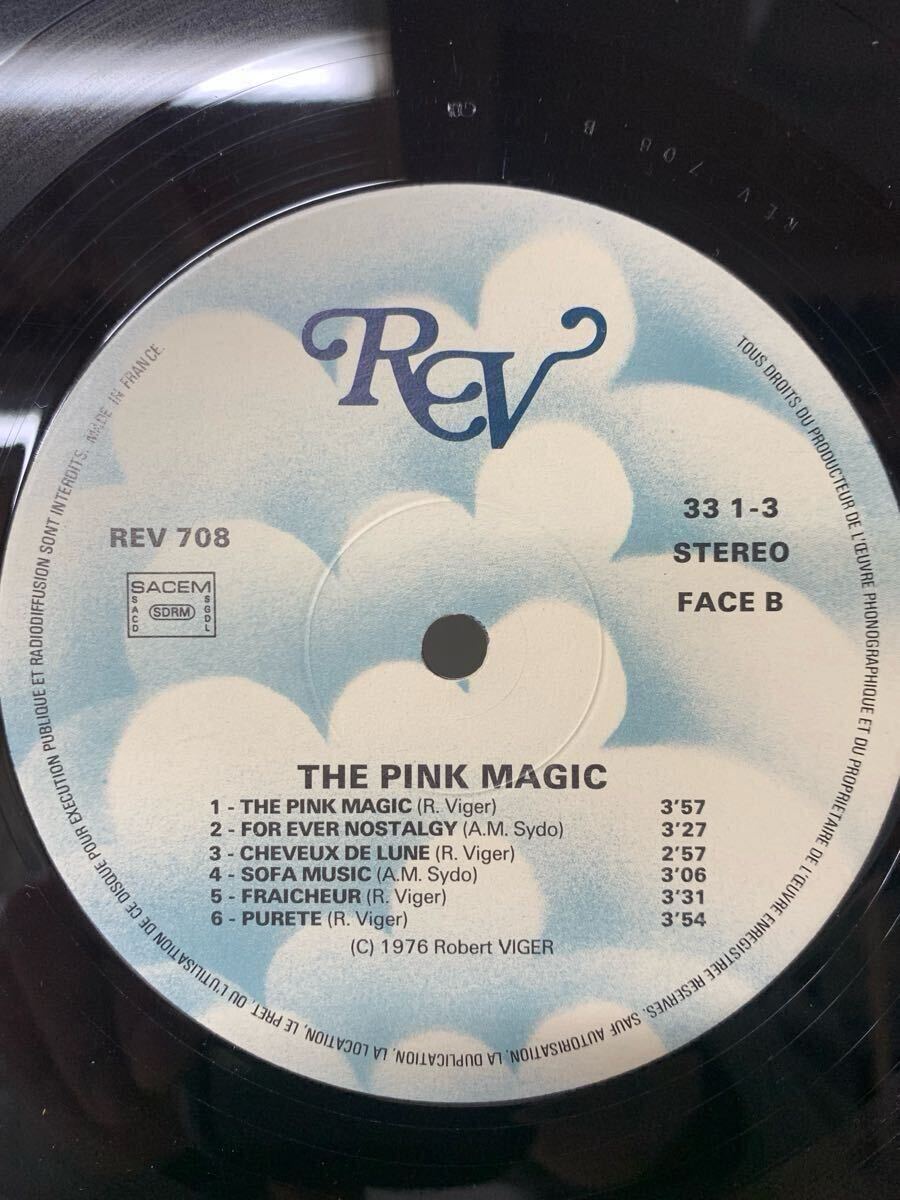 REV 708 B
REV
REV 708
33 1-3
STEREO
FACE B
SACEM
SACD
SDRM
SGDL
THE PINK MAGIC
1 - THE PINK MAGIC (R. Viger) 3'57
2 - FOR EVER NOSTALGY (A.M. Sydo) 3'27
3 - CHEVEUX DE LUNE (R. Viger) 2'57
4 - SOFA MUSIC (A.M. Sydo) 3'06
5 - FRAICHEUR (R. Viger) 3'31
6 - PURETE (R. Viger) 3'54
(C) 1976 Robert VIGER
TOUS DROITS DU PRODUCTEUR DE L'ŒUVRE PHONOGRAPHIQUE ET DU PROPRIETAIRE DE L'ŒUVRE ENREGISTREE RESERVES. SAUF AUTORISATION, LA DUPLICATION, LA LOCATION, LE PRET, OU L'UTILISATION DE CE DISQUE POUR EXECUTION PUBLIQUE ET RADIODIFFUSION SONT INTERDITS. MADE IN FRANCE.